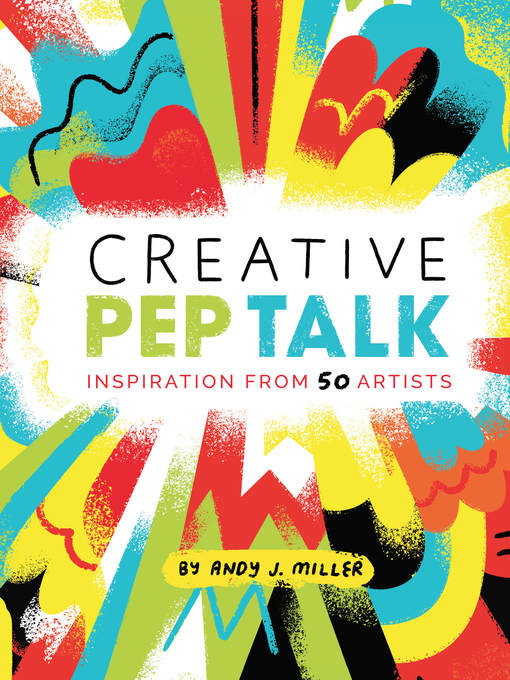 CREATIVE
PEP TALK
INSPIRATION FROM 50 ARTISTS
BY ANDY J. MILLER